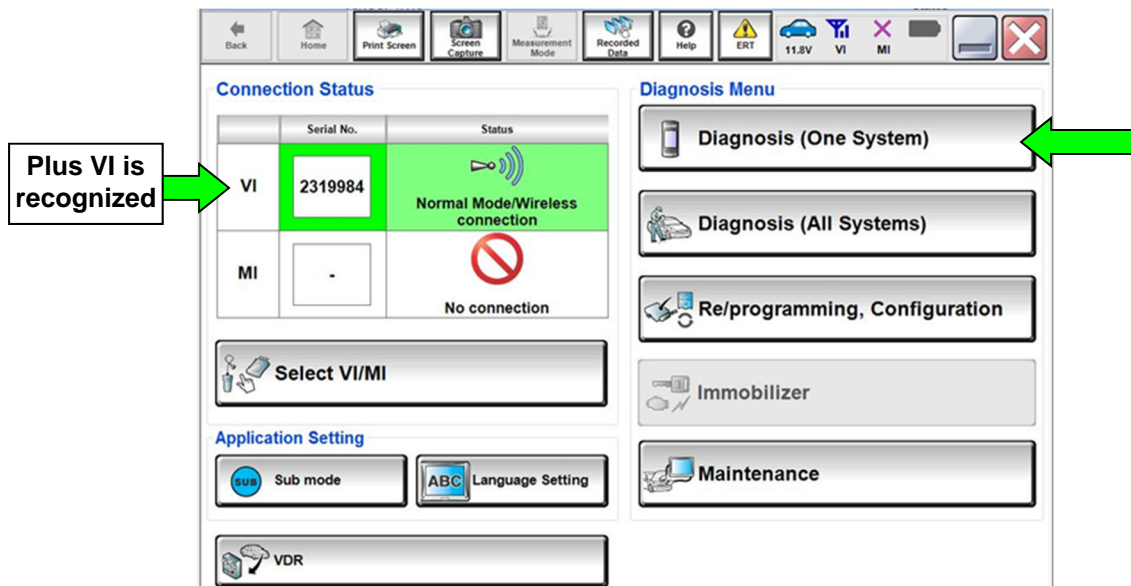 Back
Home
Print Screen
Screen
Capture
Measurement
Mode
Recorded
Data
Help
ERT
11.8V
VI
MI
Connection Status
Serial No.
Status
VI
2319984
Normal Mode/Wireless
connection
MI
-
No connection
Select VI/MI
Application Setting
SUB
Sub mode
ABC
Language Setting
VDR
Diagnosis Menu
Diagnosis (One System)
Diagnosis (All Systems)
Re/programming, Configuration
Immobilizer
Maintenance
Plus VI is
recognized